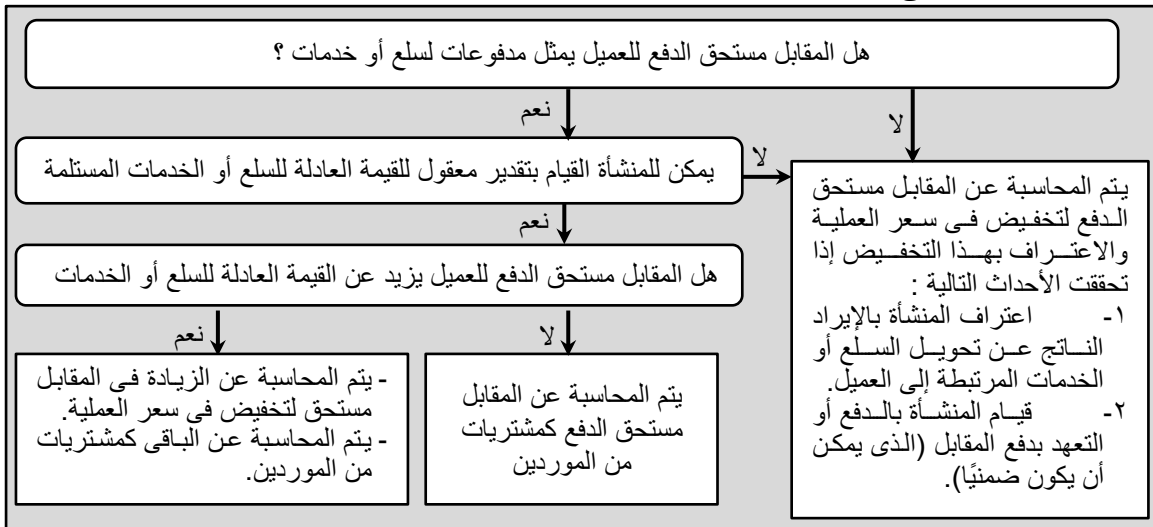 هل المقابل مستحق الدفع للعميل يمثل مدفوعات لسلع أو خدمات ؟
نعم
لا
يمكن للمنشأة القيام بتقدير معقول للقيمة العادلة للسلع أو الخدمات المستلمة
لا
نعم
هل المقابل مستحق الدفع للعميل يزيد عن القيمة العادلة للسلع أو الخدمات
نعم
لا
يتم المحاسبة عن المقابل مستحق
الدفع لتخفيض فى سعر العملية
والاعتراف بهذا التخفيض إذا
تحققت الأحداث التالية :
١- اعتراف المنشأة بالإيراد
الناتج عن تحويل السلع أو
الخدمات المرتبطة إلى العميل.
٢- قيام المنشأة بالدفع أو
التعهد بدفع المقابل (الذى يمكن
أن يكون ضمنيًا).
يتم المحاسبة عن المقابل
مستحق الدفع كمشتريات
من الموردين
- يتم المحاسبة عن الزيادة فى المقابل
مستحق لتخفيض فى سعر العملية.
- يتم المحاسبة عن الباقى كمشتريات
من الموردين.